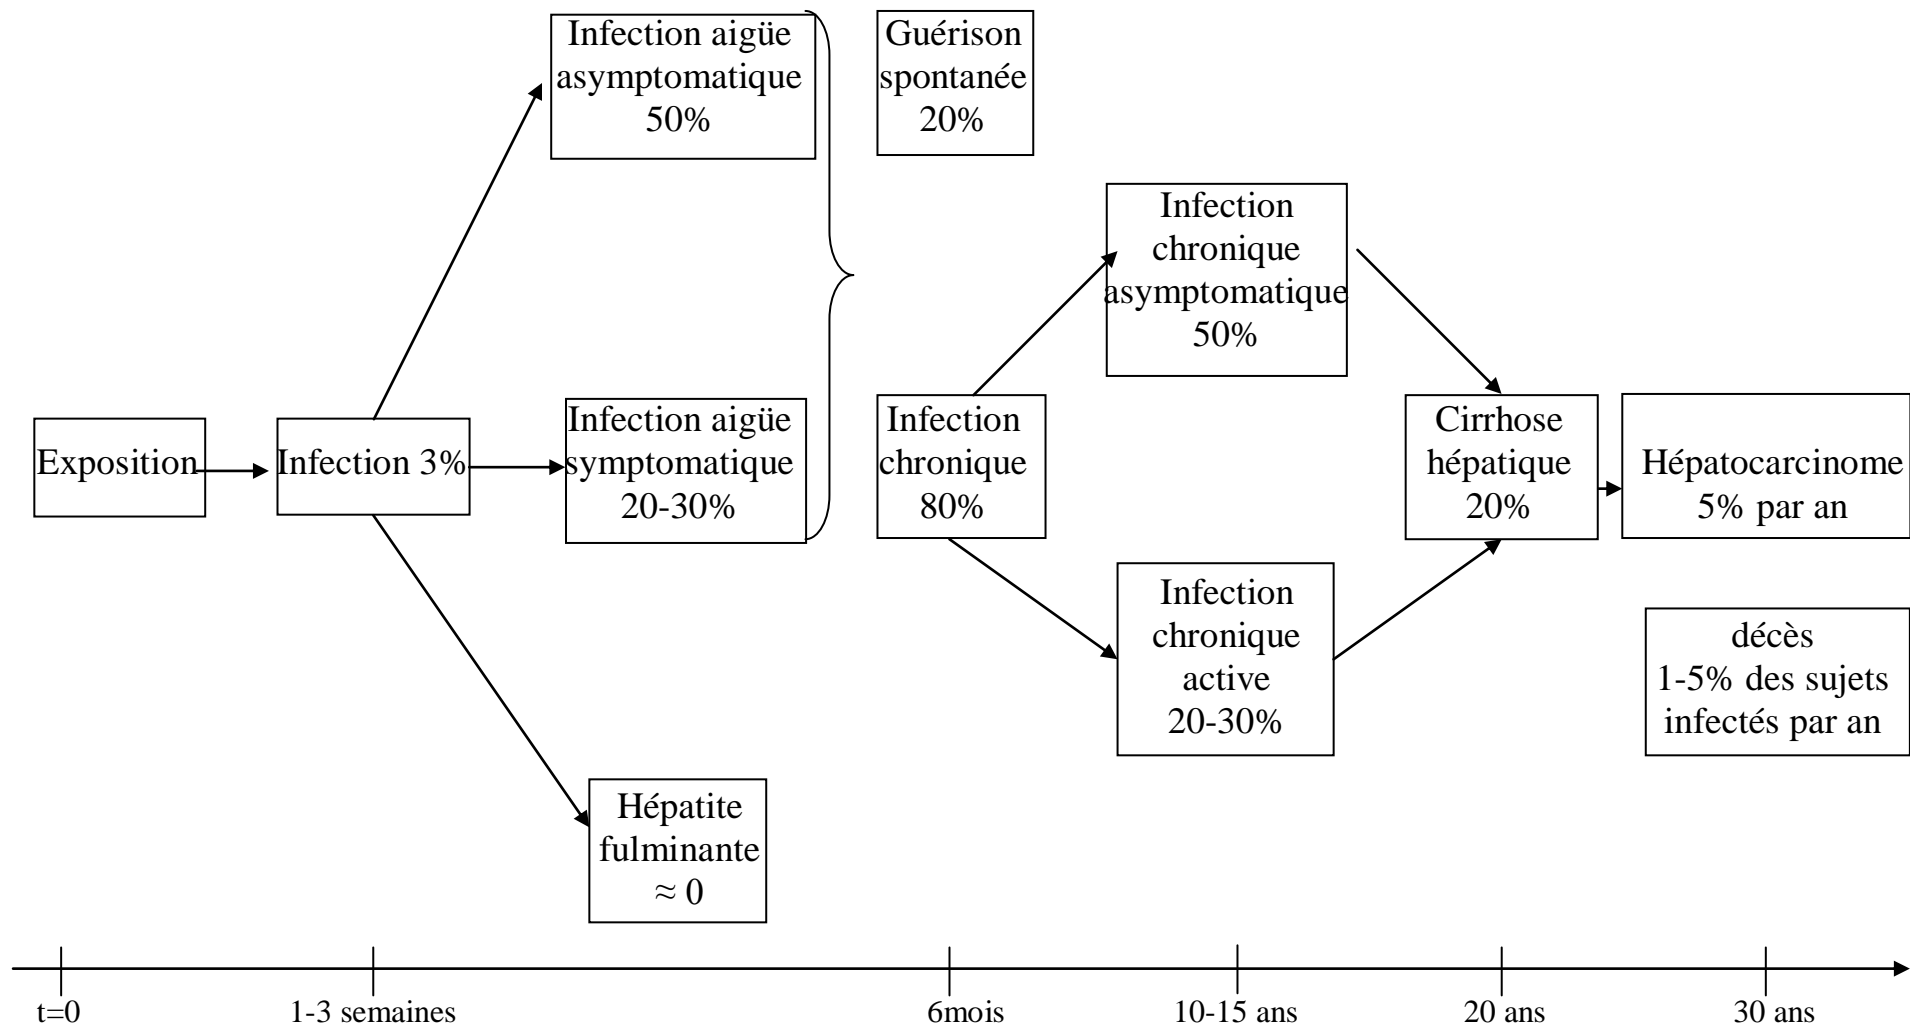 Infection aigüe
asymptomatique
50%
Guérison
spontanée
20%
Infection
chronique
asymptomatique
50%
Exposition
Infection 3%
Infection aigüe
symptomatique
20-30%
Infection
chronique
80%
Cirrhose
hépatique
20%
Hépatocarcinome
5% par an
Infection
chronique
active
20-30%
décès
1-5% des sujets
infectés par an
Hépatite
fulminante
≈ 0
t=0
1-3 semaines
6mois
10-15 ans
20 ans
30 ans